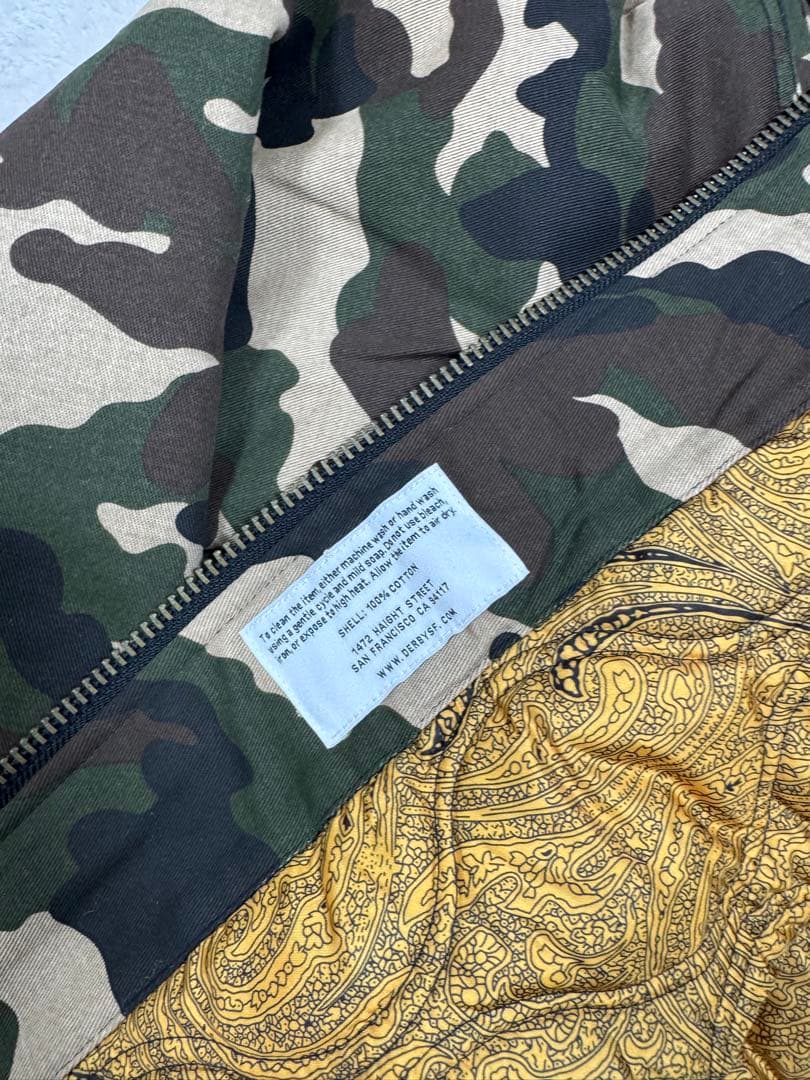 To clean the item, either machine wash or hand wash
using a gentle cycle and mild soap. Do not use bleach,
iron, or expose to high heat. Allow the item to air dry.
SHELL: 100% COTTON
1472 HAIGHT. STREET
SAN FRANCISCO CA 94117
WWW.DERBYSF.COM